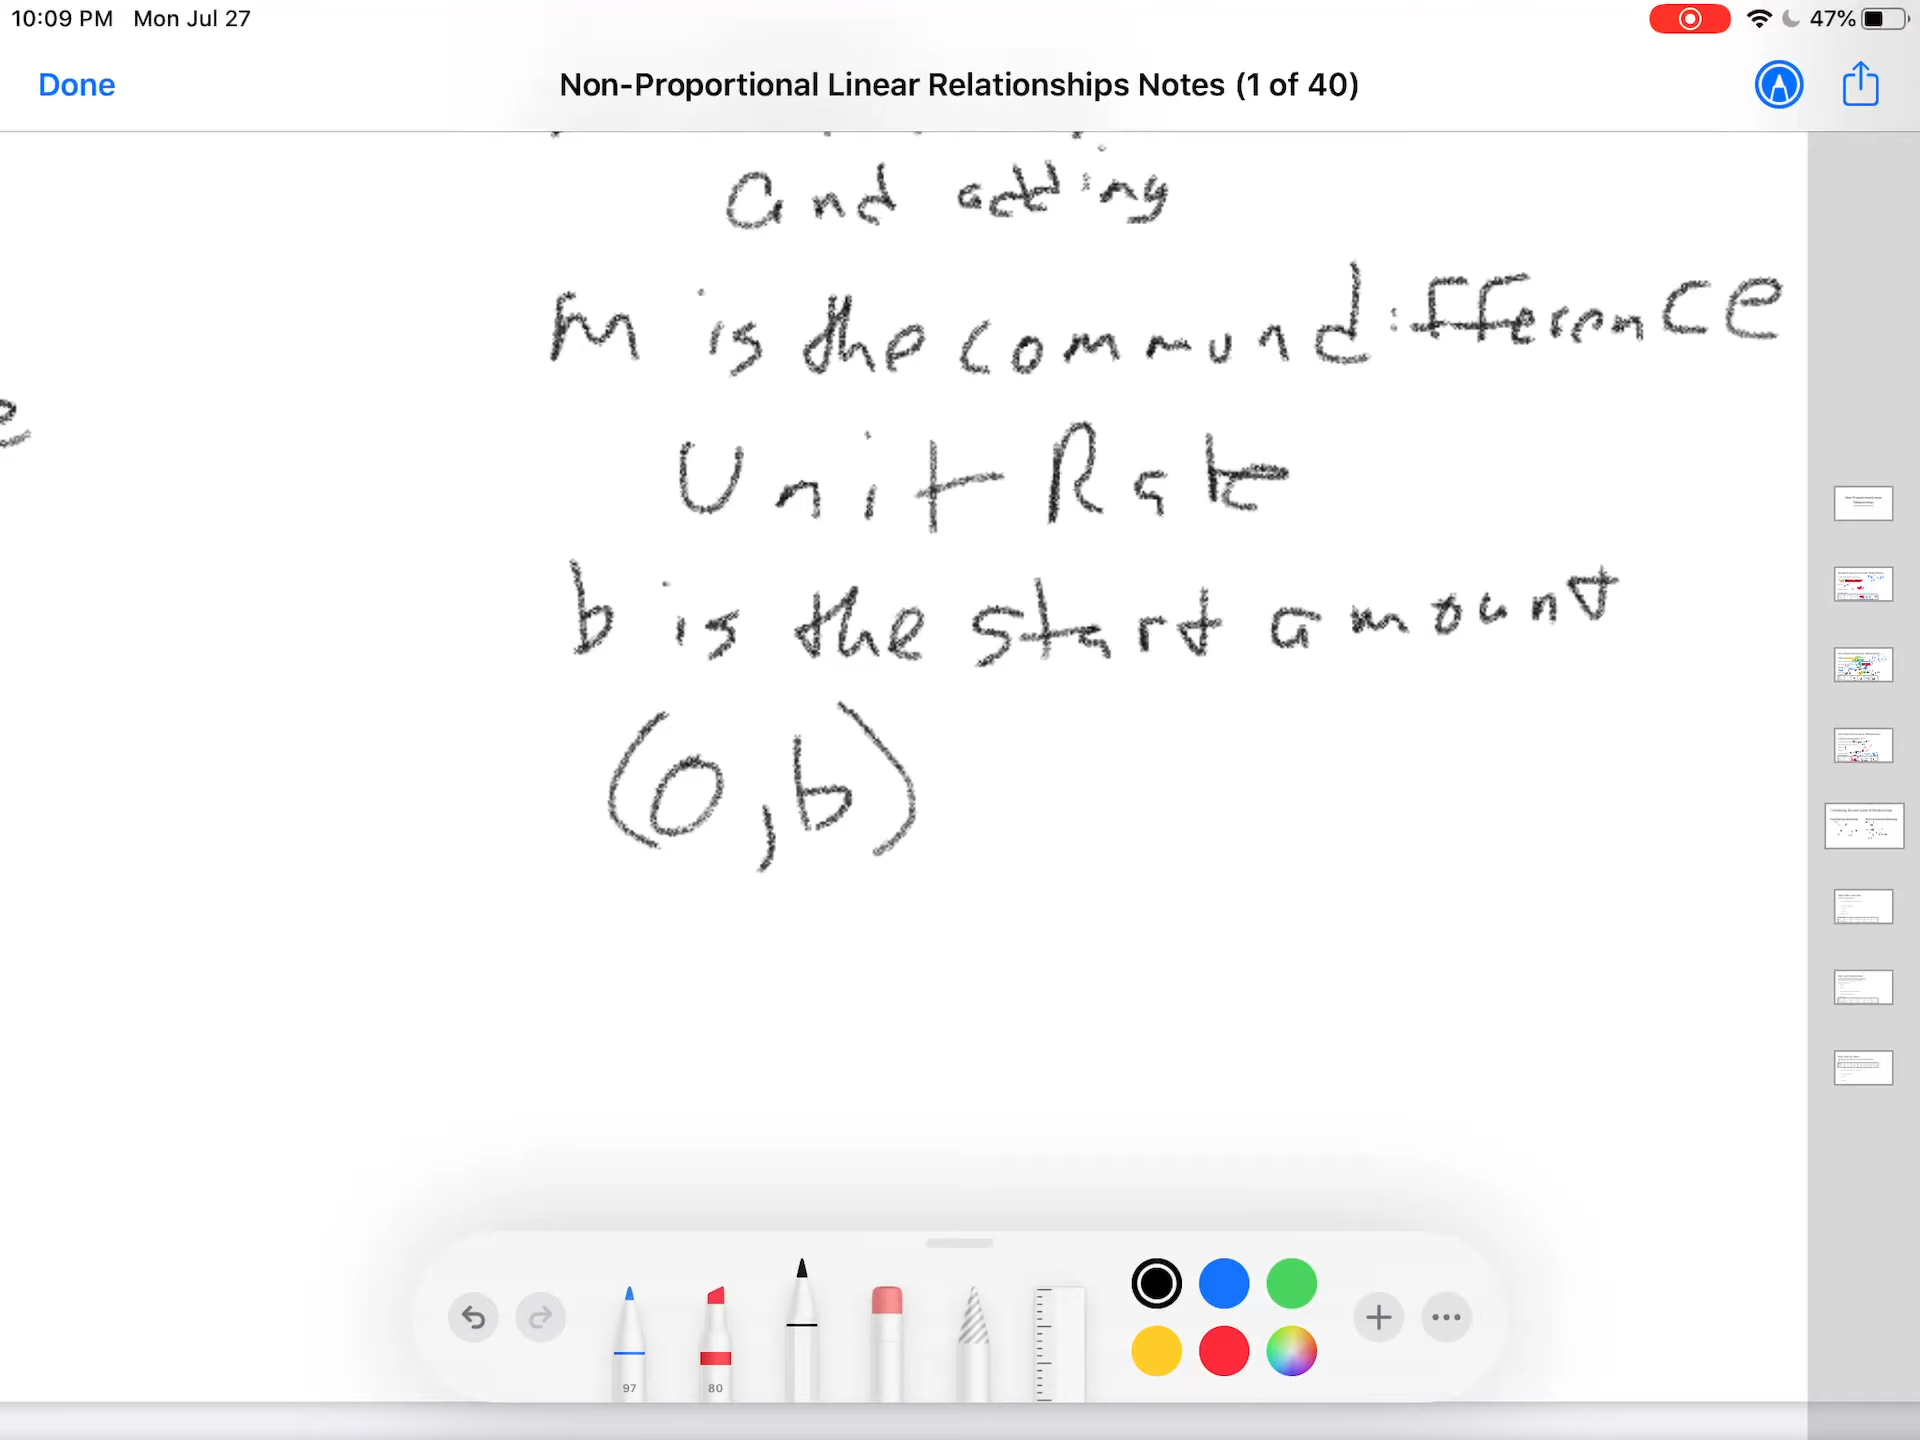 10:09 PM Mon Jul 27
47%
Done
Non-Proportional Linear Relationships Notes (1 of 40)
and adding
m is the commun difference
Unit Rate
b is the start amount
(0,b)
97
80